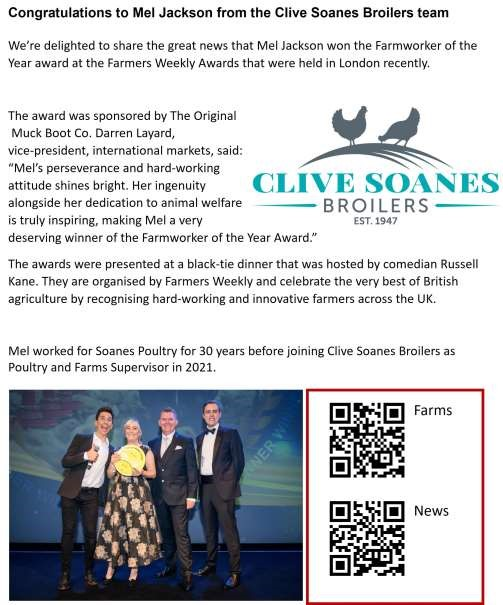 Congratulations to Mel Jackson from the Clive Soanes Broilers team
We're delighted to share the great news that Mel Jackson won the Farmworker of the
Year award at the Farmers Weekly Awards that were held in London recently.
The award was sponsored by The Original
Muck Boot Co. Darren Layard,
vice-president, international markets, said:
“Mel's perseverance and hard-working
attitude shines bright. Her ingenuity
alongside her dedication to animal welfare
is truly inspiring, making Mel a very
deserving winner of the Farmworker of the Year Award.”
CLIVE SOANES
BROILERS
EST. 1947
The awards were presented at a black-tie dinner that was hosted by comedian Russell
Kane. They are organised by Farmers Weekly and celebrate the very best of British
agriculture by recognising hard-working and innovative farmers across the UK.
Mel worked for Soanes Poultry for 30 years before joining Clive Soanes Broilers as
Poultry and Farms Supervisor in 2021.
Farms
News